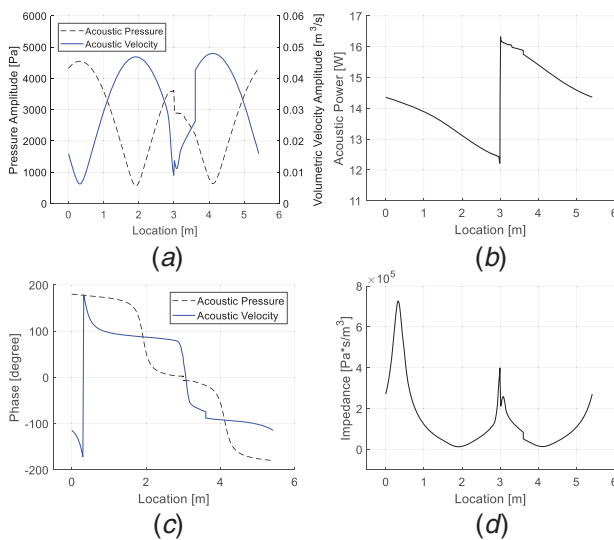 6000
5000
4000
3000
2000
1000
0
Pressure Amplitude [Pa]
Acoustic Pressure
Acoustic Velocity
0.06
0.05
0.04
0.03
0.02
0.01
0
Volumetric Velocity Amplitude [m³/s]
0 1 2 3 4 5 6
Location [m]
(a)
17
16
15
14
13
12
11
Acoustic Power [W]
0 1 2 3 4 5 6
Location [m]
(b)
200
100
0
-100
-200
Phase [degree]
Acoustic Pressure
Acoustic Velocity
0 2 4 6
Location [m]
(c)
× 10⁵
8
6
4
2
0
Impedance [Pa*s/m³]
0 1 2 3 4 5 6
Location [m]
(d)